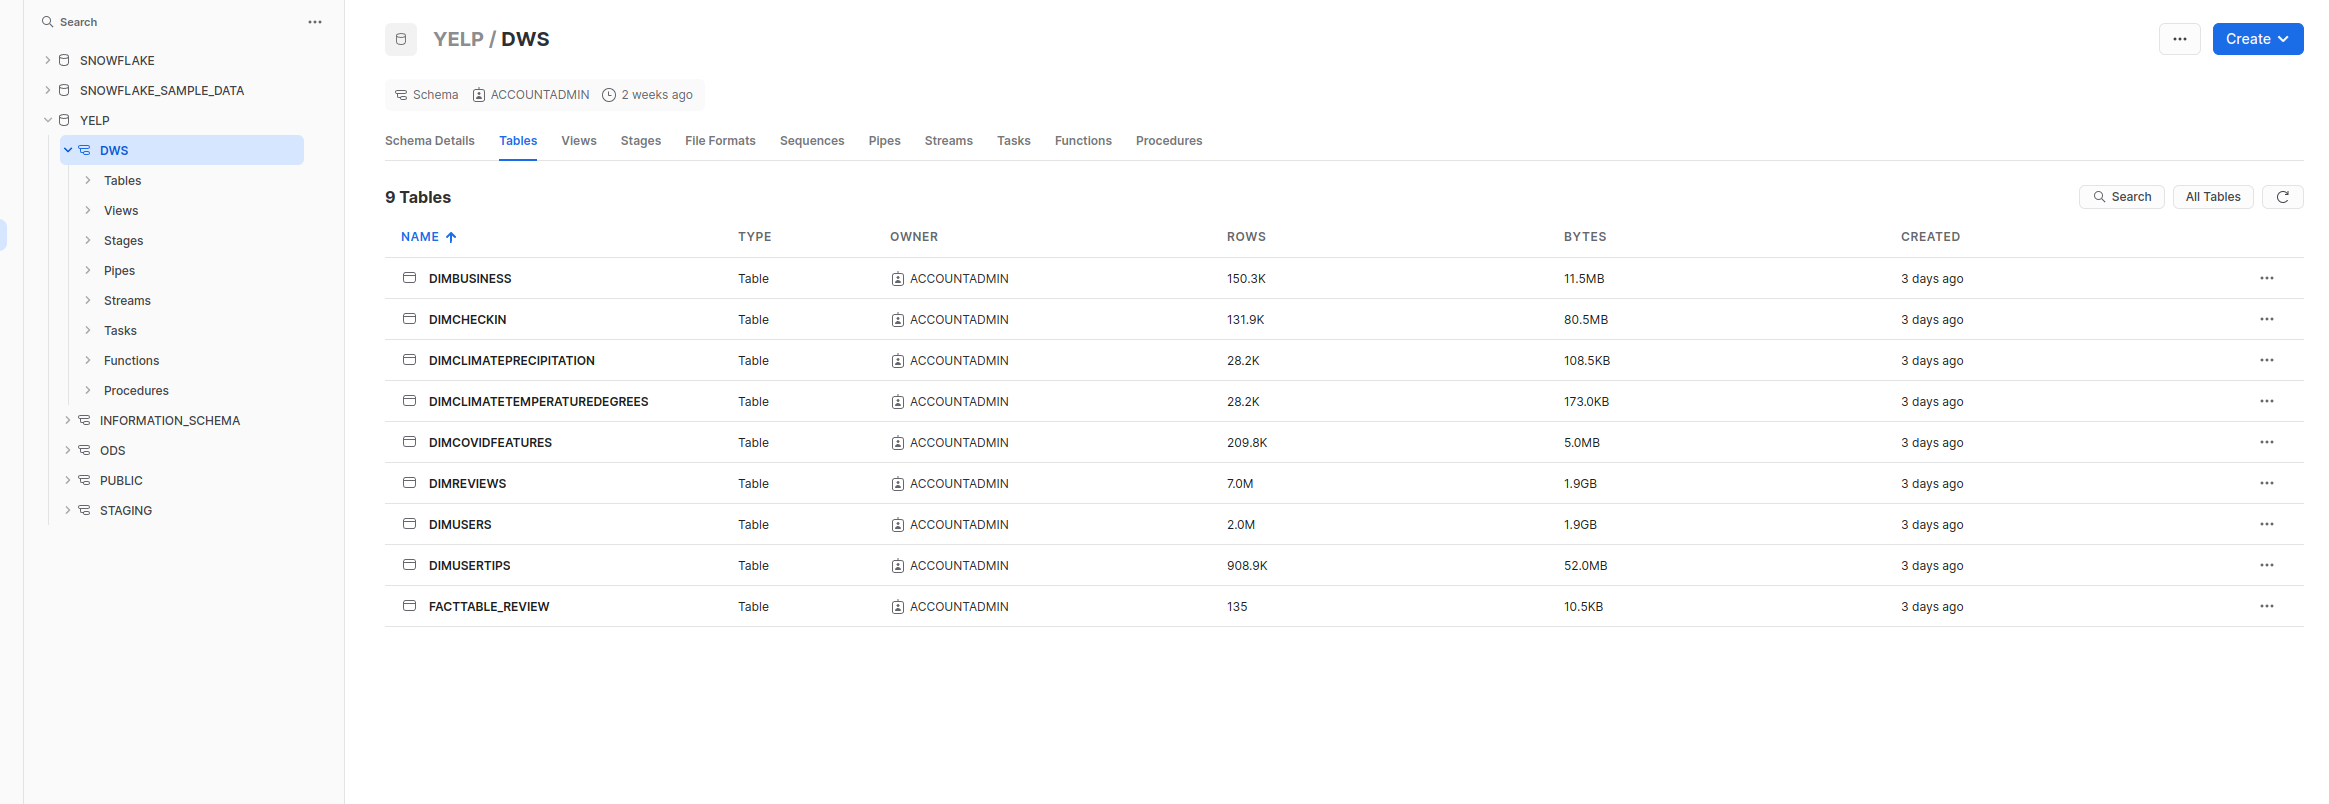 Search
SNOWFLAKE
SNOWFLAKE_SAMPLE_DATA
YELP
DWS
Tables
Views
Stages
Pipes
Streams
Tasks
Functions
Procedures
INFORMATION_SCHEMA
ODS
PUBLIC
STAGING
YELP / DWS
Create
Schema ACCOUNTADMIN 2 weeks ago
Schema Details Tables Views Stages File Formats Sequences Pipes Streams Tasks Functions Procedures
9 Tables
Search All Tables
NAME TYPE OWNER ROWS BYTES CREATED
DIMBUSINESS Table ACCOUNTADMIN 150.3K 11.5MB 3 days ago
DIMCHECKIN Table ACCOUNTADMIN 131.9K 80.5MB 3 days ago
DIMCLIMATEPRECIPITATION Table ACCOUNTADMIN 28.2K 108.5KB 3 days ago
DIMCLIMATETEMPERATUREDEGREES Table ACCOUNTADMIN 28.2K 173.0KB 3 days ago
DIMCOVIDFEATURES Table ACCOUNTADMIN 209.8K 5.0MB 3 days ago
DIMREVIEWS Table ACCOUNTADMIN 7.0M 1.9GB 3 days ago
DIMUSERS Table ACCOUNTADMIN 2.0M 1.9GB 3 days ago
DIMUSERTIPS Table ACCOUNTADMIN 908.9K 52.0MB 3 days ago
FACTTABLE_REVIEW Table ACCOUNTADMIN 135 10.5KB 3 days ago